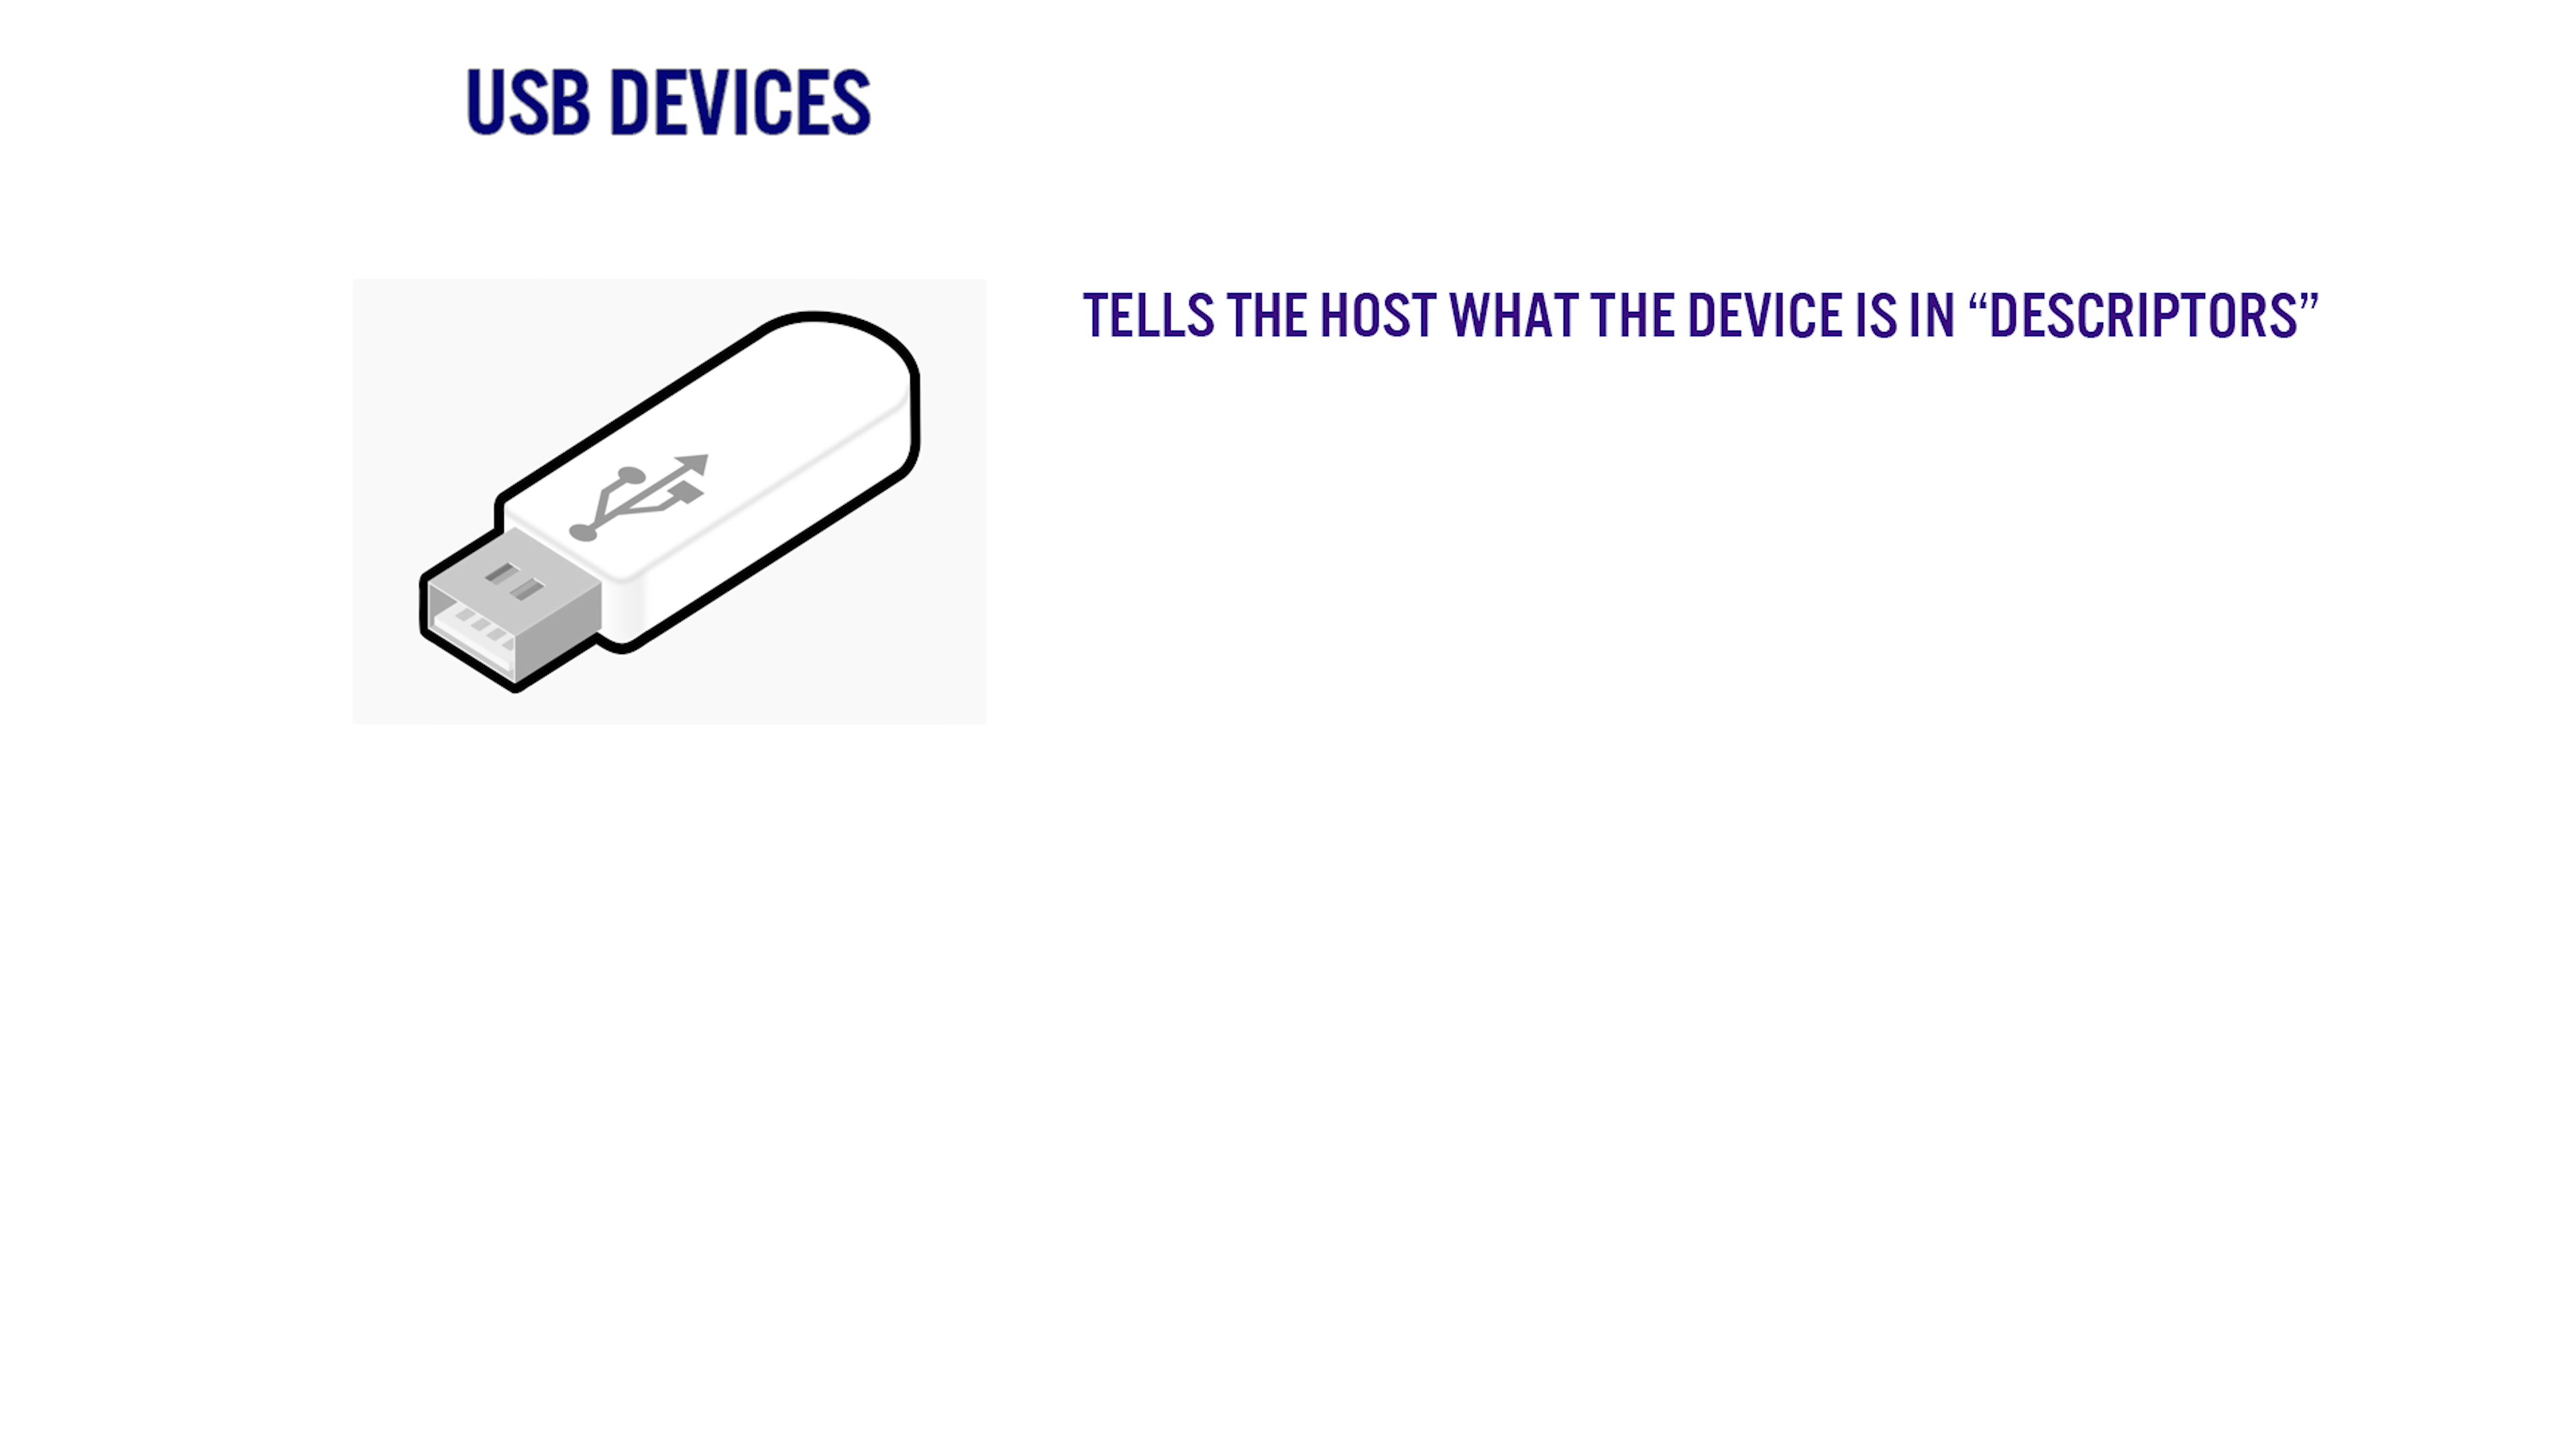 USB DEVICES
TELLS THE HOST WHAT THE DEVICE IS IN “DESCRIPTORS”